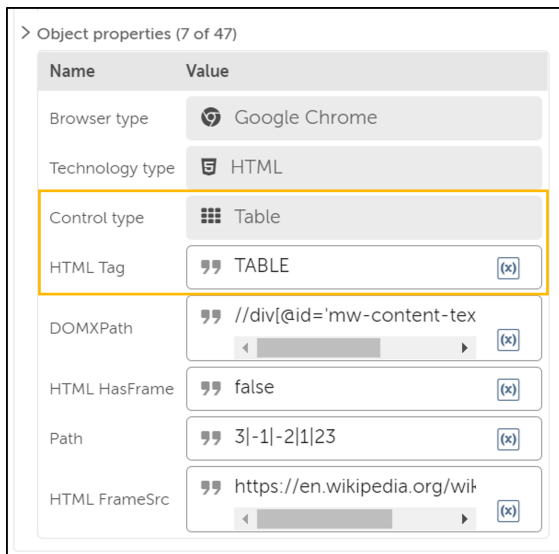 Object properties (7 of 47)
Name Value
Browser type Google Chrome
Technology type HTML
Control type Table
HTML Tag TABLE (x)
DOMXPath //div[@id='mw-content-tex (x)
HTML HasFrame false (x)
Path 3|-1|-2|1|23 (x)
HTML FrameSrc https://en.wikipedia.org/wik (x)